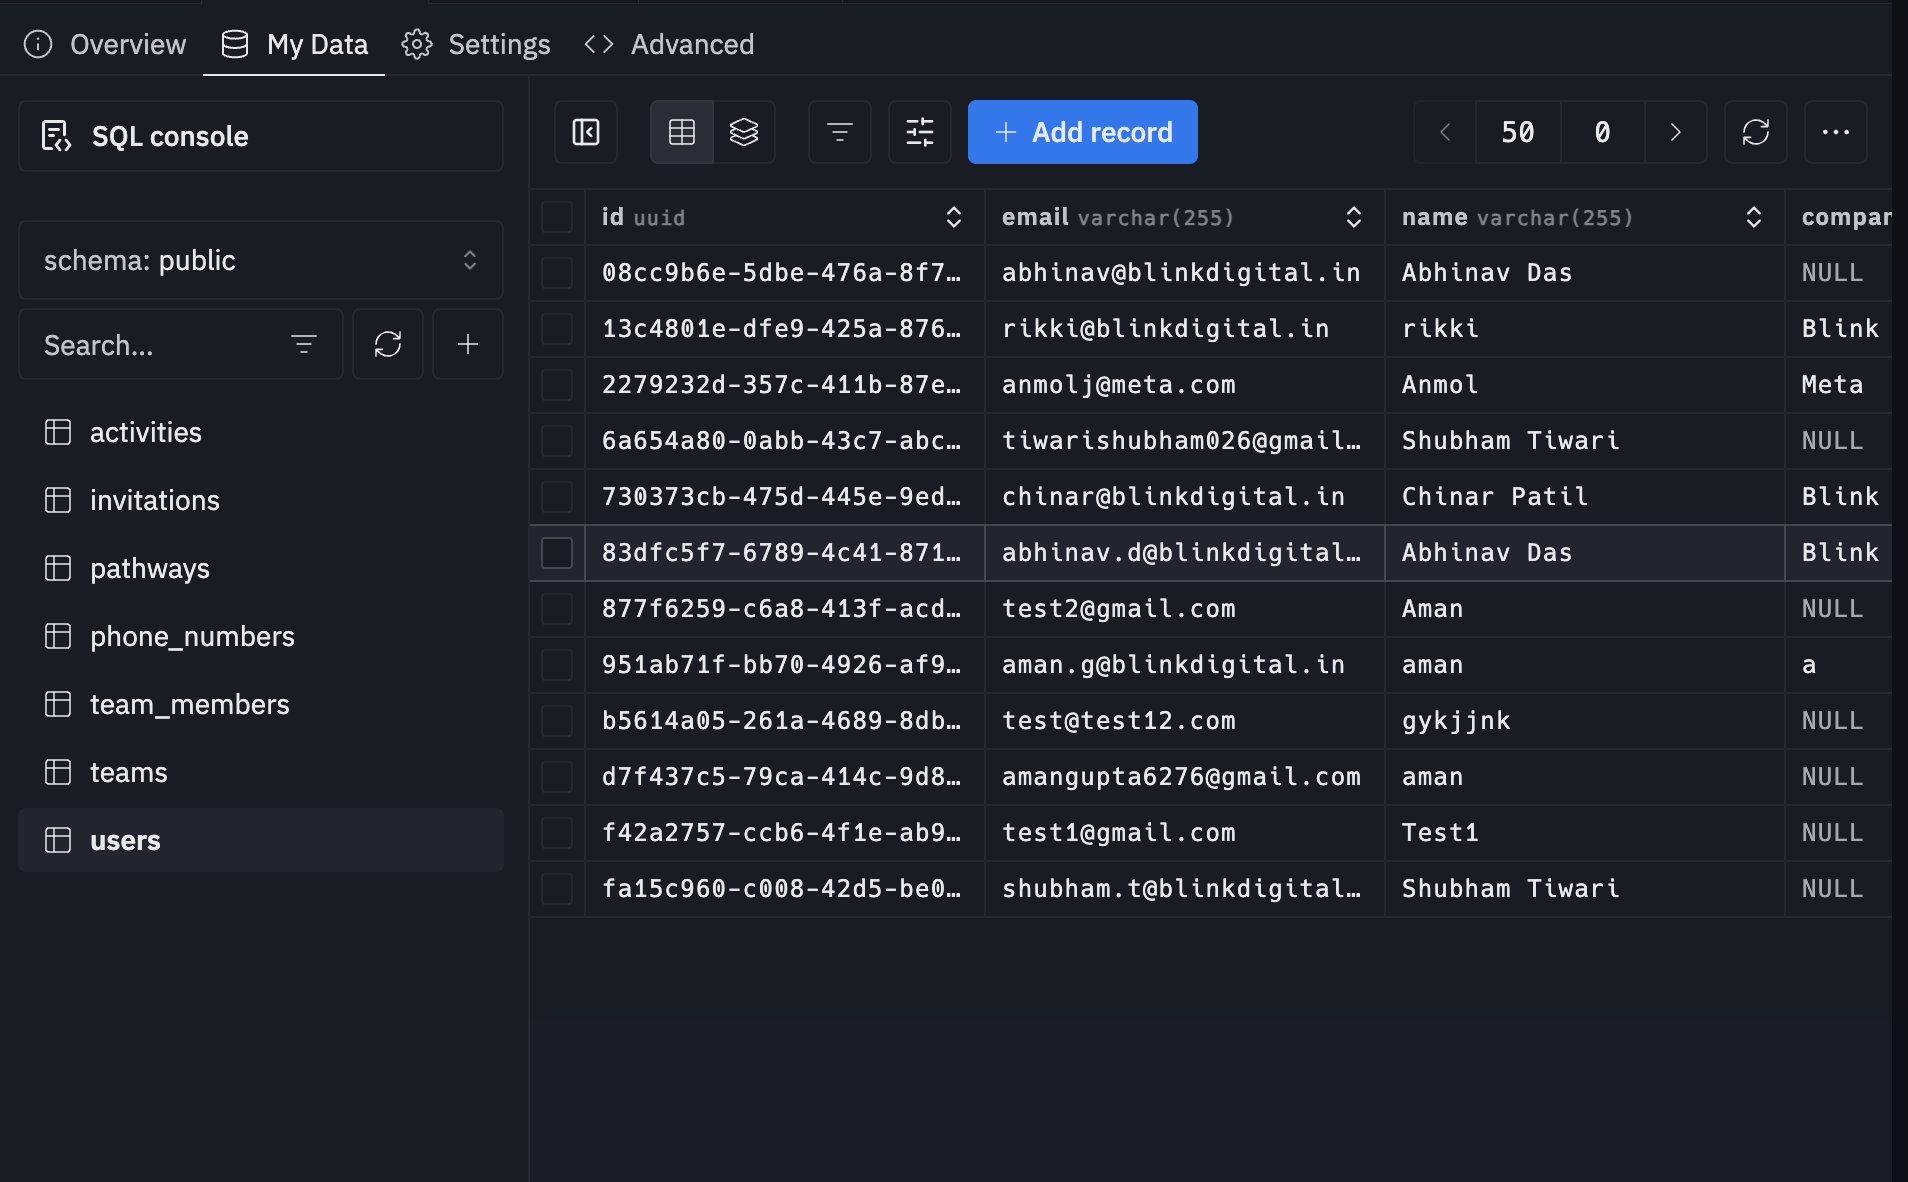 Overview My Data Settings Advanced
SQL console
schema: public
Search...
activities
invitations
pathways
phone_numbers
team_members
teams
users
Add record 50 0
id uuid email varchar(255) name varchar(255) compan
08cc9b6e-5dbe-476a-8f7… abhinav@blinkdigital.in Abhinav Das NULL
13c4801e-dfe9-425a-876… rikki@blinkdigital.in rikki Blink
2279232d-357c-411b-87e… anmolj@meta.com Anmol Meta
6a654a80-0abb-43c7-abc… tiwarishubham026@gmail… Shubham Tiwari NULL
730373cb-475d-445e-9ed… chinar@blinkdigital.in Chinar Patil Blink
83dfc5f7-6789-4c41-871… abhinav.d@blinkdigital… Abhinav Das Blink
877f6259-c6a8-413f-acd… test2@gmail.com Aman NULL
951ab71f-bb70-4926-af9… aman.g@blinkdigital.in aman a
b5614a05-261a-4689-8db… test@test12.com gykjjnk NULL
d7f437c5-79ca-414c-9d8… amangupta6276@gmail.com aman NULL
f42a2757-ccb6-4f1e-ab9… test1@gmail.com Test1 NULL
fa15c960-c008-42d5-be0… shubham.t@blinkdigital… Shubham Tiwari NULL